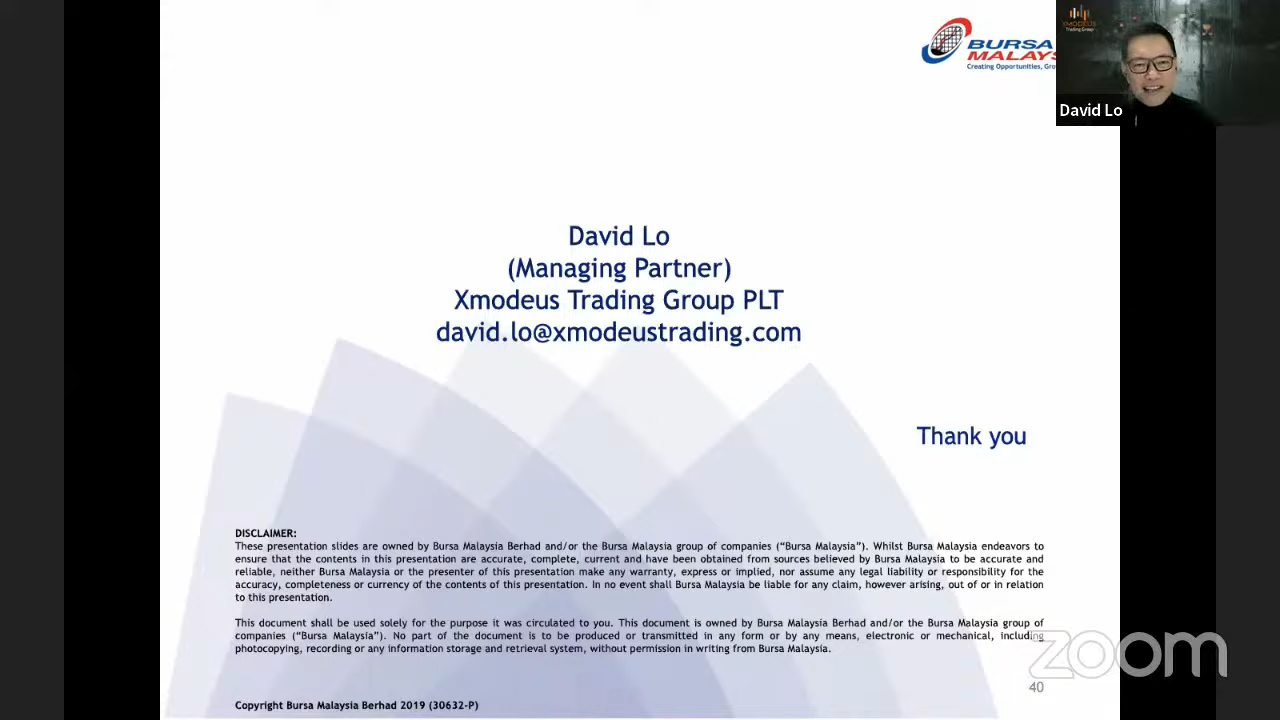 BURSA
MALAYS
Creating Opportunities, Gro
XMODEUS
Trading Group
David Lo
David Lo
(Managing Partner)
Xmodeus Trading Group PLT
david.lo@xmodeustrading.com
Thank you
DISCLAIMER:
These presentation slides are owned by Bursa Malaysia Berhad and/or the Bursa Malaysia group of companies (“Bursa Malaysia”). Whilst Bursa Malaysia endeavors to
ensure that the contents in this presentation are accurate, complete, current and have been obtained from sources believed by Bursa Malaysia to be accurate and
reliable, neither Bursa Malaysia or the presenter of this presentation make any warranty, express or implied, nor assume any legal liability or responsibility for the
accuracy, completeness or currency of the contents of this presentation. In no event shall Bursa Malaysia be liable for any claim, however arising, out of or in relation
to this presentation.
This document shall be used solely for the purpose it was circulated to you. This document is owned by Bursa Malaysia Berhad and/or the Bursa Malaysia group of
companies (“Bursa Malaysia”). No part of the document is to be produced or transmitted in any form or by any means, electronic or mechanical, including
photocopying, recording or any information storage and retrieval system, without permission in writing from Bursa Malaysia.
zoom
40
Copyright Bursa Malaysia Berhad 2019 (30632-P)